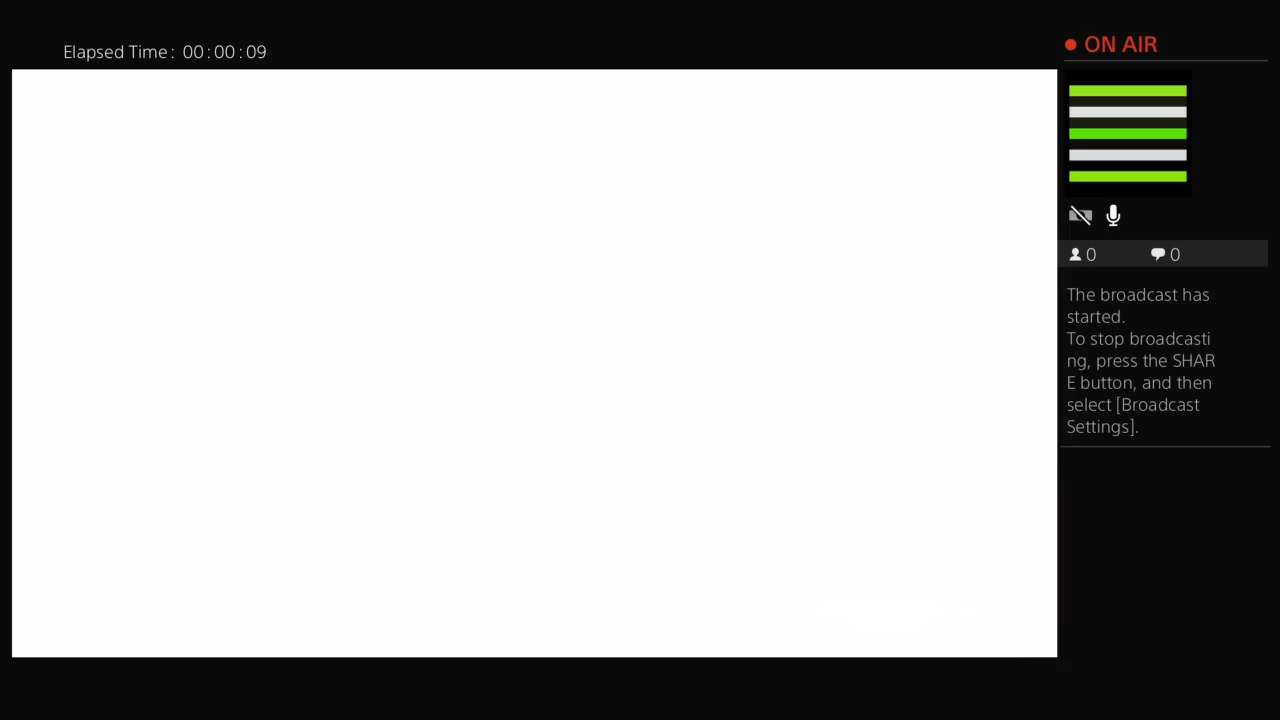 Elapsed Time: 00:00:09
ON AIR
0 0
The broadcast has
started.
To stop broadcasti
ng, press the SHAR
E button, and then
select [Broadcast
Settings].